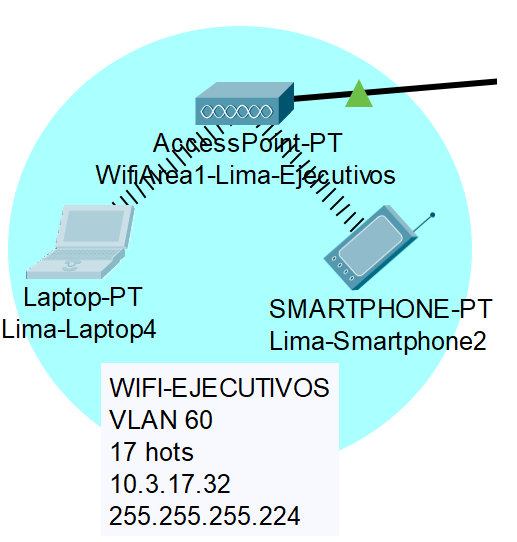 AccessPoint-PT
WifiArea1-Lima-Ejecutivos
Laptop-PT
Lima-Laptop4
SMARTPHONE-PT
Lima-Smartphone2
WIFI-EJECUTIVOS
VLAN 60
17 hots
10.3.17.32
255.255.255.224